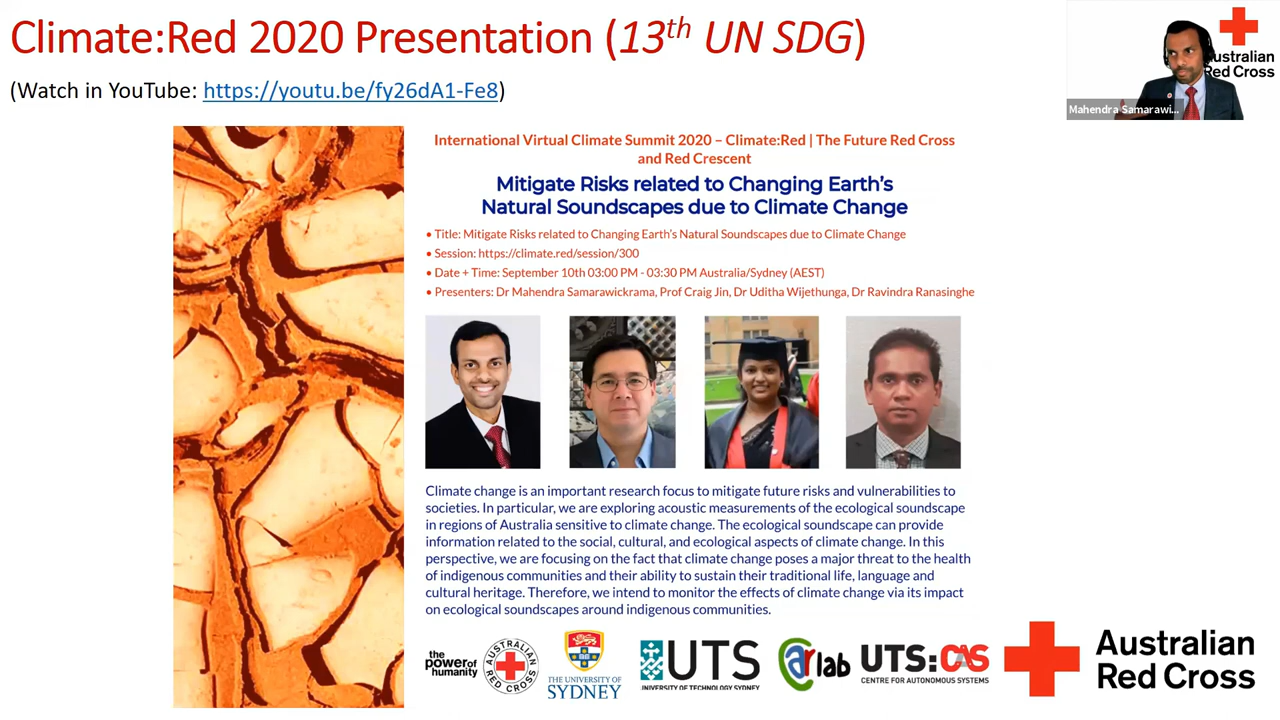 Climate:Red 2020 Presentation (13th UN SDG)
(Watch in YouTube: https://youtu.be/fy26dA1-Fe8)
Australian
Red Cross
Mahendra Samarawi...
International Virtual Climate Summit 2020 – Climate:Red | The Future Red Cross
and Red Crescent
Mitigate Risks related to Changing Earth's
Natural Soundscapes due to Climate Change
• Title: Mitigate Risks related to Changing Earth's Natural Soundscapes due to Climate Change
• Session: https://climate.red/session/300
• Date + Time: September 10th 03:00 PM - 03:30 PM Australia/Sydney (AEST)
• Presenters: Dr Mahendra Samarawickrama, Prof Craig Jin, Dr Uditha Wijethunga, Dr Ravindra Ranasinghe
Climate change is an important research focus to mitigate future risks and vulnerabilities to
societies. In particular, we are exploring acoustic measurements of the ecological soundscape
in regions of Australia sensitive to climate change. The ecological soundscape can provide
information related to the social, cultural, and ecological aspects of climate change. In this
perspective, we are focusing on the fact that climate change poses a major threat to the health
of indigenous communities and their ability to sustain their traditional life, language and
cultural heritage. Therefore, we intend to monitor the effects of climate change via its impact
on ecological soundscapes around indigenous communities.
the
power of
humanity
AUSTRALIAN RED CROSS
THE UNIVERSITY OF
SYDNEY
UTS
UNIVERSITY OF TECHNOLOGY SYDNEY
car lab
UTS:CAS
CENTRE FOR AUTONOMOUS SYSTEMS
Australian
Red Cross